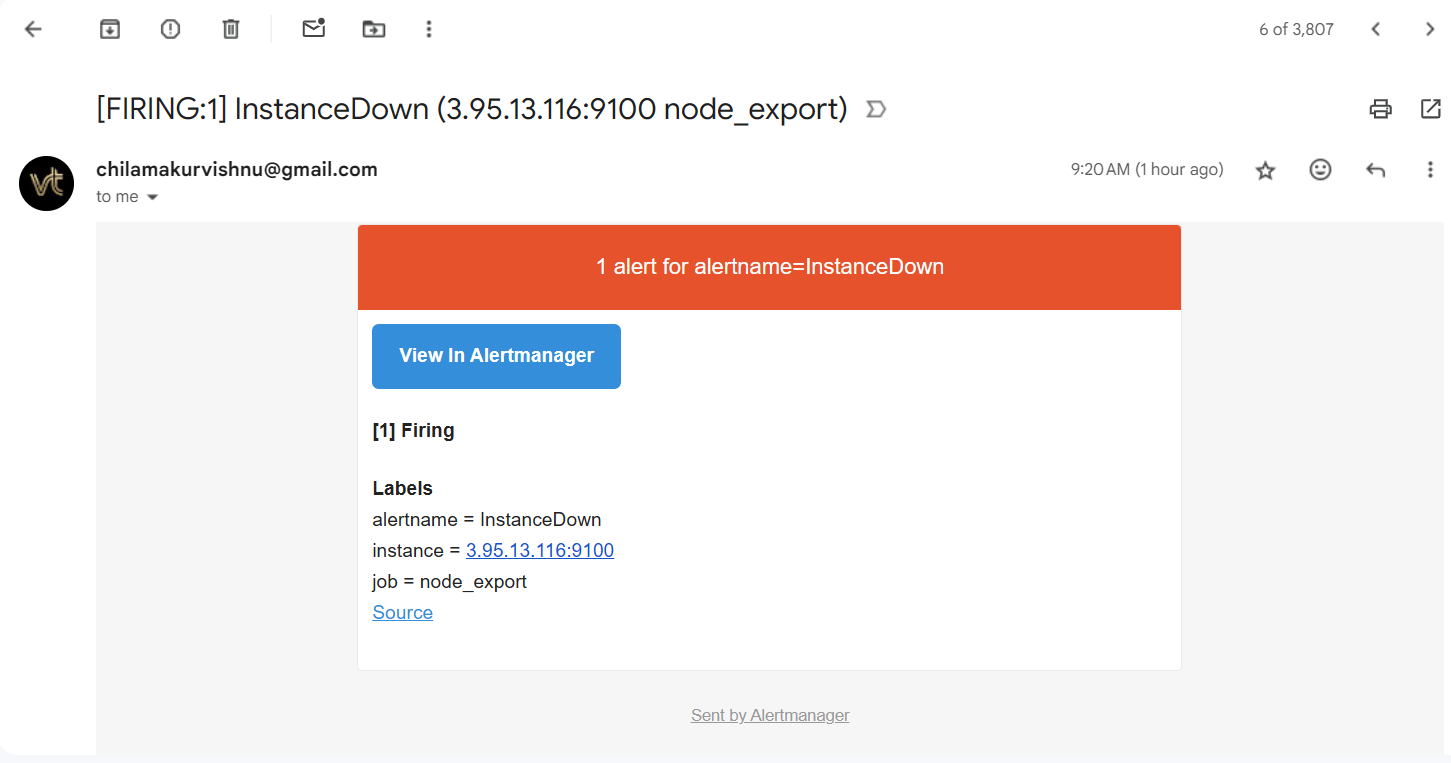 6 of 3,807
[FIRING:1] InstanceDown (3.95.13.116:9100 node_export)
vt
chilamakurvishnu@gmail.com
9:20 AM (1 hour ago)
to me
1 alert for alertname=InstanceDown
View In Alertmanager
[1] Firing
Labels
alertname = InstanceDown
instance = 3.95.13.116:9100
job = node_export
Source
Sent by Alertmanager